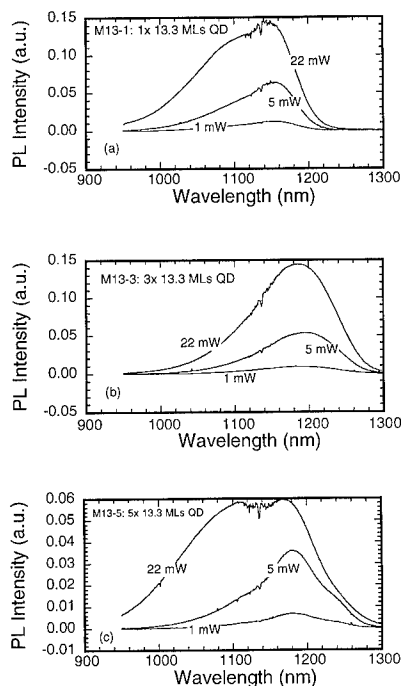 PL Intensity (a.u.)
0.15
0.10
0.05
0.00
-0.05
M13-1: 1x 13.3 MLs QD
22 mW
5 mW
1 mW
(a)
900 1000 1100 1200 1300
Wavelength (nm)
PL Intensity (a.u.)
0.15
0.10
0.05
0.00
-0.05
M13-3: 3x 13.3 MLs QD
22 mW
5 mW
1 mW
(b)
900 1000 1100 1200 1300
Wavelength (nm)
PL Intensity (a.u.)
0.06
0.05
0.04
0.03
0.02
0.01
0.00
-0.01
M13-5: 5x 13.3 MLs QD
22 mW
5 mW
1 mW
(c)
900 1000 1100 1200 1300
Wavelength (nm)